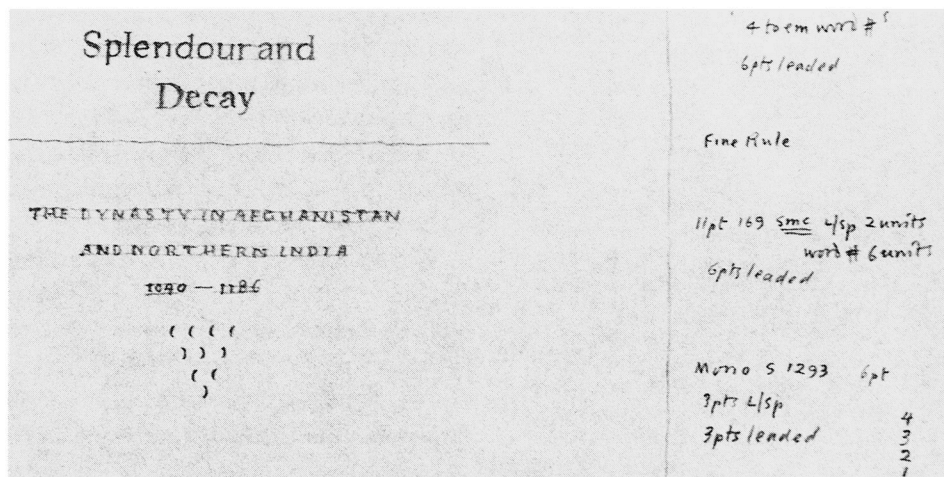 Splendour and
Decay
THE DYNASTY IN AFGHANISTAN
AND NORTHERN INDIA
1040 — 1186
4 to em word #s
6pts leaded
Fine Rule
11pt 169 smc L/sp 2 units
word # 6 units
6pts leaded
Mono S 1293 6pt
3pts L/sp
3pts leaded
4
3
2
1